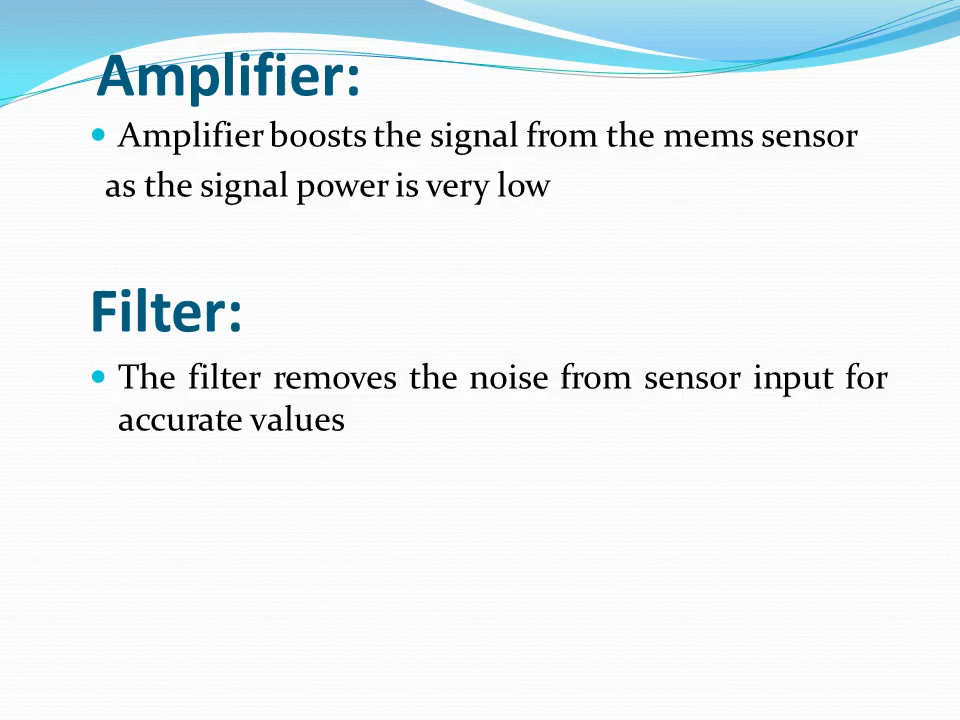 Amplifier:
• Amplifier boosts the signal from the mems sensor
as the signal power is very low
Filter:
• The filter removes the noise from sensor input for
accurate values